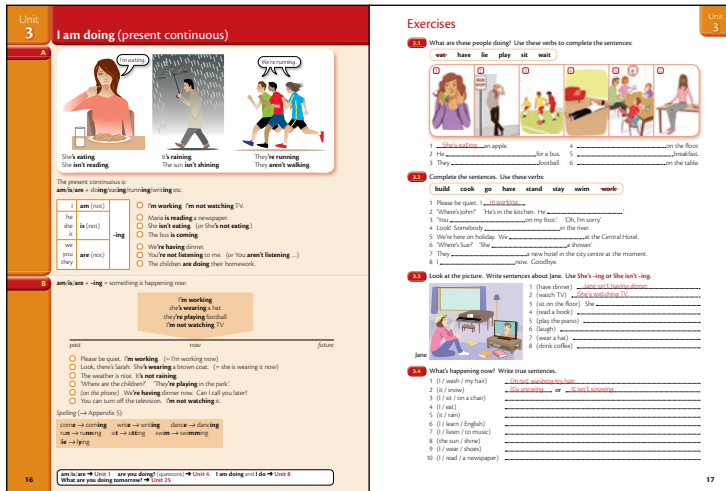 Unit
3
I am doing (present continuous)
A
I'm eating.
We're running.
She's eating.
She isn't reading.
It's raining.
The sun isn't shining.
They're running.
They aren't walking.
The present continuous is:
am/is/are + doing/eating/running/writing etc.
I am (not)
he
she is (not)
it
-ing
we
you are (not)
they
I'm working. I'm not watching TV.
Maria is reading a newspaper.
She isn't eating. (or She's not eating.)
The bus is coming.
We're having dinner.
You're not listening to me. (or You aren't listening ...)
The children are doing their homework.
B
am/is/are + -ing = something is happening now:
I'm working
she's wearing a hat
they're playing football
I'm not watching TV
past now future
Please be quiet. I'm working. (= I'm working now)
Look, there's Sarah. She's wearing a brown coat. (= she is wearing it now)
The weather is nice. It's not raining.
'Where are the children?' 'They're playing in the park.'
(on the phone) We're having dinner now. Can I call you later?
You can turn off the television. I'm not watching it.
Spelling (→ Appendix 5):
come → coming write → writing dance → dancing
run → running sit → sitting swim → swimming
lie → lying
16
am/is/are → Unit 1 are you doing? (questions) → Unit 4 I am doing and I do → Unit 8
What are you doing tomorrow? → Unit 25
Exercises
Unit
3
3.1 What are these people doing? Use these verbs to complete the sentences:
eat have lie play sit wait
1 2 3 4 5 6
1 She's eating an apple.
2 He for a bus.
3 They football.
4 on the floor.
5 breakfast.
6 on the table.
3.2 Complete the sentences. Use these verbs:
build cook go have stand stay swim work
1 Please be quiet. I 'm working
2 'Where's John?' 'He's in the kitchen. He .'
3 'You on my foot.' 'Oh, I'm sorry.'
4 Look! Somebody in the river.
5 We're here on holiday. We at the Central Hotel.
6 'Where's Sue?' 'She a shower.'
7 They a new hotel in the city centre at the moment.
8 I now. Goodbye.
3.3 Look at the picture. Write sentences about Jane. Use She's -ing or She isn't -ing.
Jane
1 (have dinner) Jane isn't having dinner.
2 (watch TV) She's watching TV.
3 (sit on the floor) She
4 (read a book)
5 (play the piano)
6 (laugh)
7 (wear a hat)
8 (drink coffee)
3.4 What's happening now? Write true sentences.
1 (I / wash / my hair) I'm not washing my hair.
2 (it / snow) It's snowing. or It isn't snowing.
3 (I / sit / on a chair)
4 (I / eat)
5 (it / rain)
6 (I / learn / English)
7 (I / listen / to music)
8 (the sun / shine)
9 (I / wear / shoes)
10 (I / read / a newspaper)
17